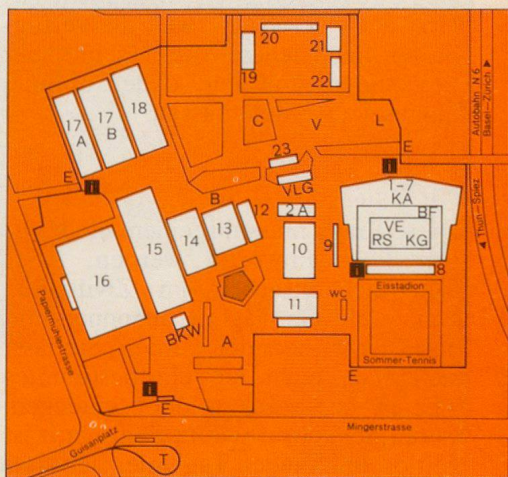 20
21
19
22
17
A
17
B
18
C
V
L
Autobahn N 6
Basel–Zürich ▶
◀ Thun–Spiez
E
i
23
E
i
VLG
B
12
2 A
1–7
KA
BF
VE
RS KG
13
14
15
10
9
16
i
8
Eisstadion
11
WC
BKW
A
Papiermühlestrasse
Sommer-Tennis
i
E
E
Mingerstrasse
Guisanplatz
T